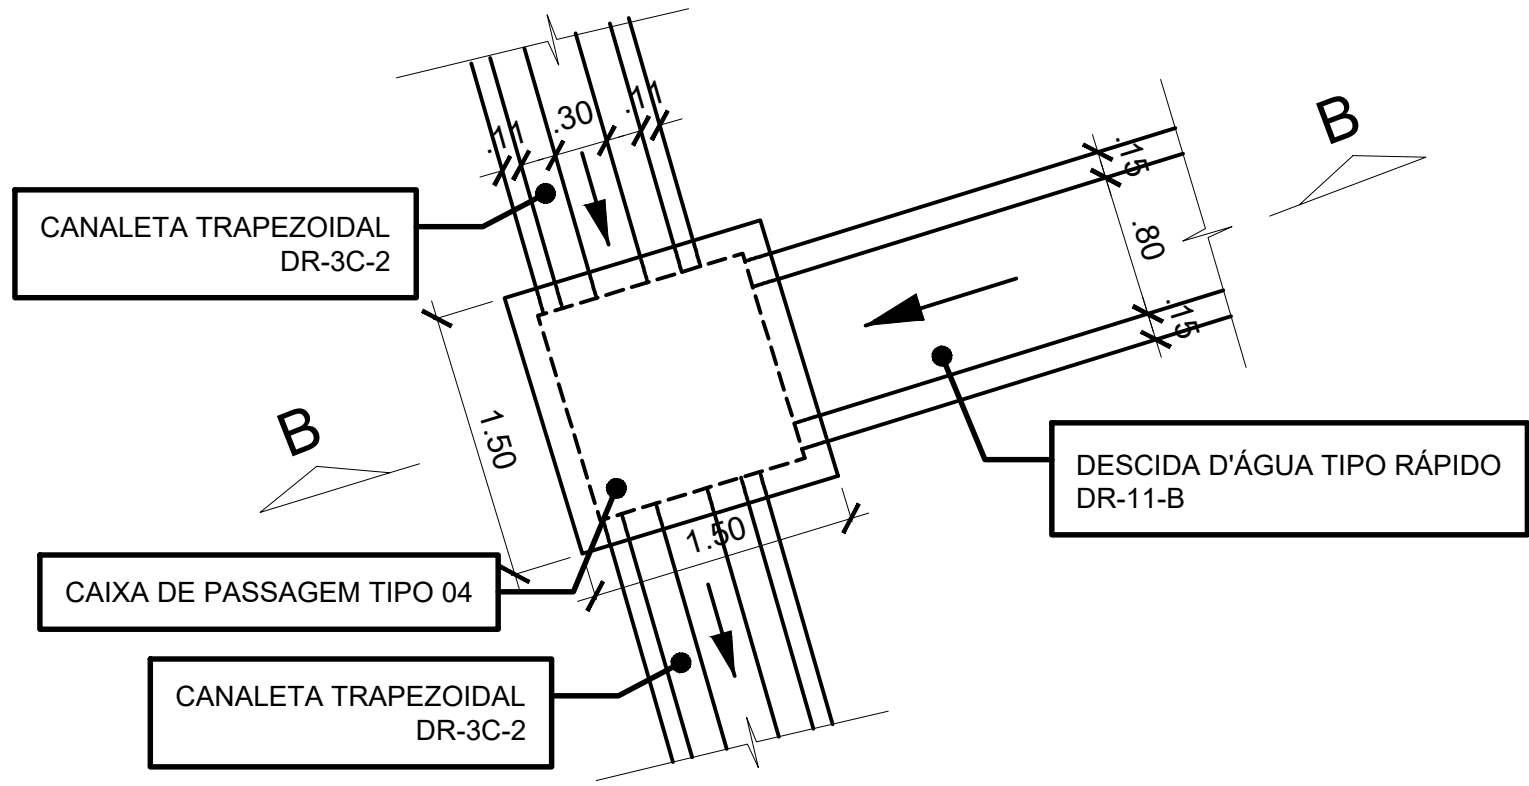 .11
.30
.11
B
.15
.80
.15
CANALETA TRAPEZOIDAL
DR-3C-2
B
1.50
1.50
DESCIDA D'ÁGUA TIPO RÁPIDO
DR-11-B
CAIXA DE PASSAGEM TIPO 04
CANALETA TRAPEZOIDAL
DR-3C-2